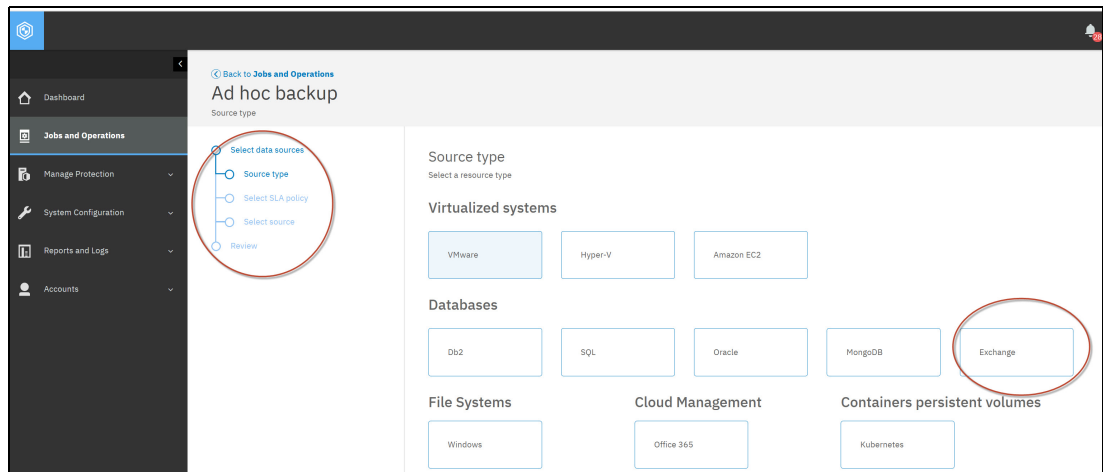 28
Back to Jobs and Operations
Ad hoc backup
Source type
Dashboard
Jobs and Operations
Manage Protection
System Configuration
Reports and Logs
Accounts
Select data sources
Source type
Select SLA policy
Select source
Review
Source type
Select a resource type
Virtualized systems
VMware
Hyper-V
Amazon EC2
Databases
Db2
SQL
Oracle
MongoDB
Exchange
File Systems
Cloud Management
Containers persistent volumes
Windows
Office 365
Kubernetes